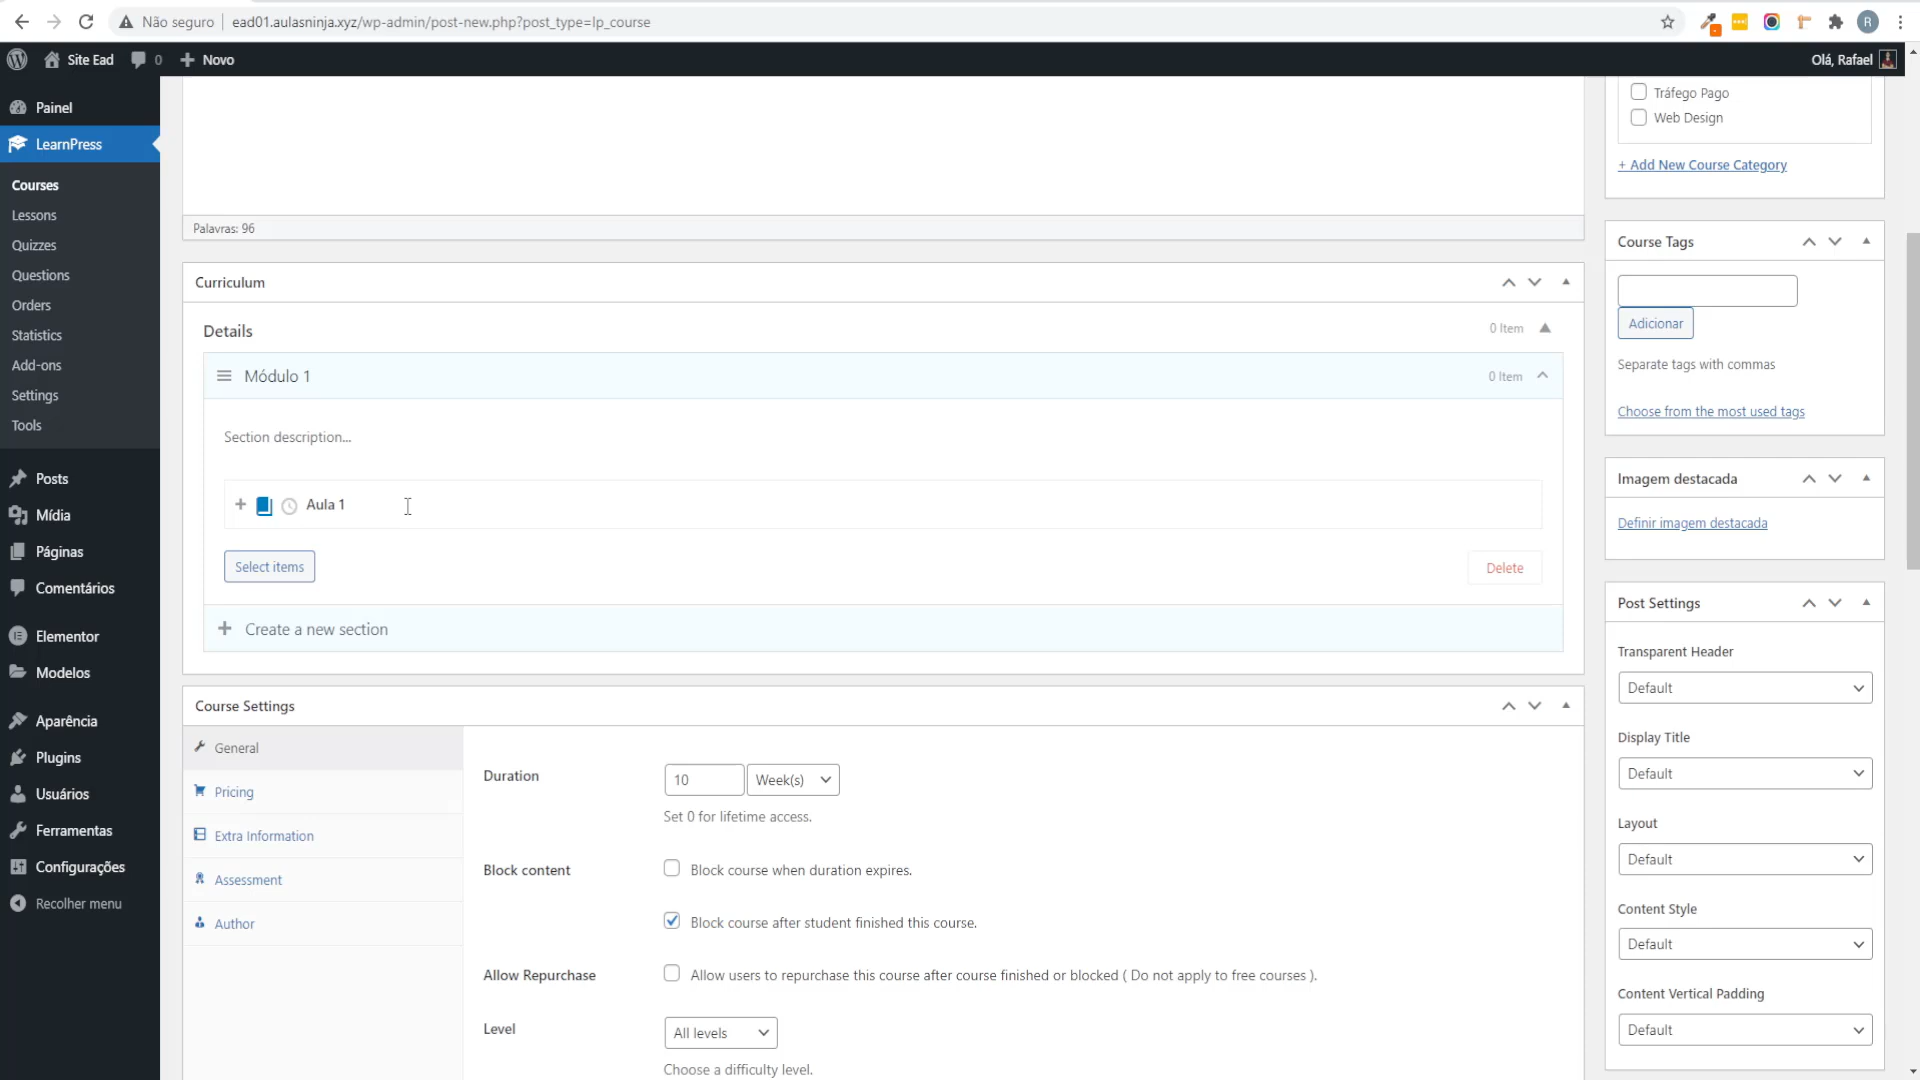 Não seguro
ead01.aulasninja.xyz/wp-admin/post-new.php?post_type=lp_course
R
Site Ead
0
Novo
Olá, Rafael
Painel
LearnPress
Courses
Lessons
Quizzes
Questions
Orders
Statistics
Add-ons
Settings
Tools
Posts
Mídia
Páginas
Comentários
Elementor
Modelos
Aparência
Plugins
Usuários
Ferramentas
Configurações
Recolher menu
Palavras: 96
Curriculum
Details
0 Item
Módulo 1
0 Item
Section description...
Aula 1
Select items
Delete
Create a new section
Course Settings
General
Pricing
Extra Information
Assessment
Author
Duration
10
Week(s)
Set 0 for lifetime access.
Block content
Block course when duration expires.
Block course after student finished this course.
Allow Repurchase
Allow users to repurchase this course after course finished or blocked ( Do not apply to free courses ).
Level
All levels
Choose a difficulty level.
Tráfego Pago
Web Design
+ Add New Course Category
Course Tags
Adicionar
Separate tags with commas
Choose from the most used tags
Imagem destacada
Definir imagem destacada
Post Settings
Transparent Header
Default
Display Title
Default
Layout
Default
Content Style
Default
Content Vertical Padding
Default